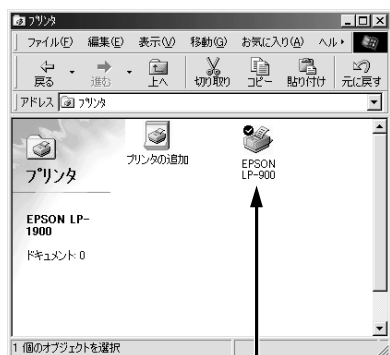 プリンタ
ファイル(F) 編集(E) 表示(V) 移動(G) お気に入り(A) ヘル
戻る 進む 上へ 切り取り コピー 貼り付け 元に戻す
アドレス プリンタ
プリンタ
プリンタの追加
EPSON
LP-900
EPSON LP-
1900
ドキュメント: 0
1 個のオブジェクトを選択